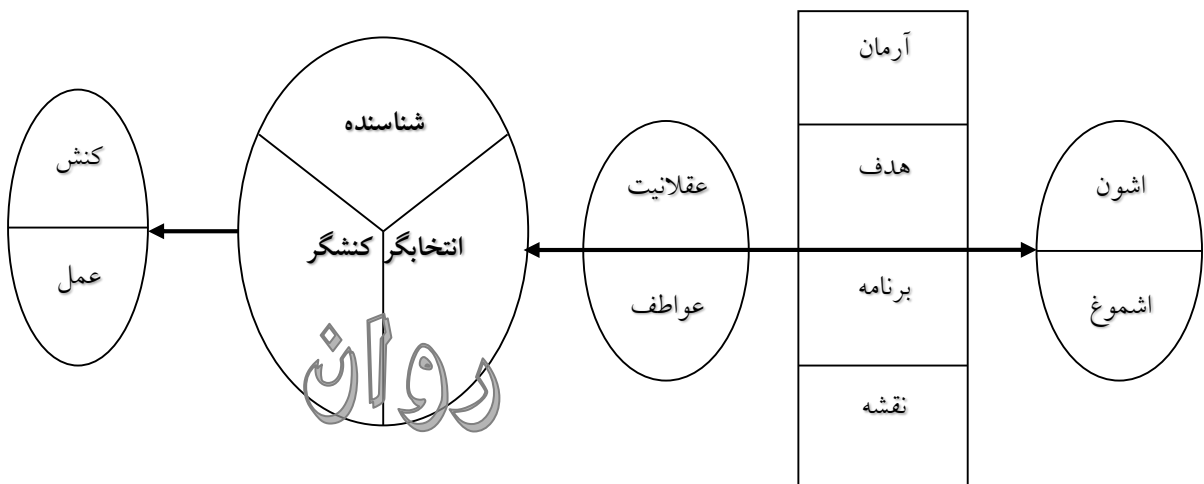 آرمان
هدف
برنامه
نقشه
اشون
اشموغ
عقلانیت
عواطف
شناسنده
انتخابگر
کنشگر
روان
کنش
عمل